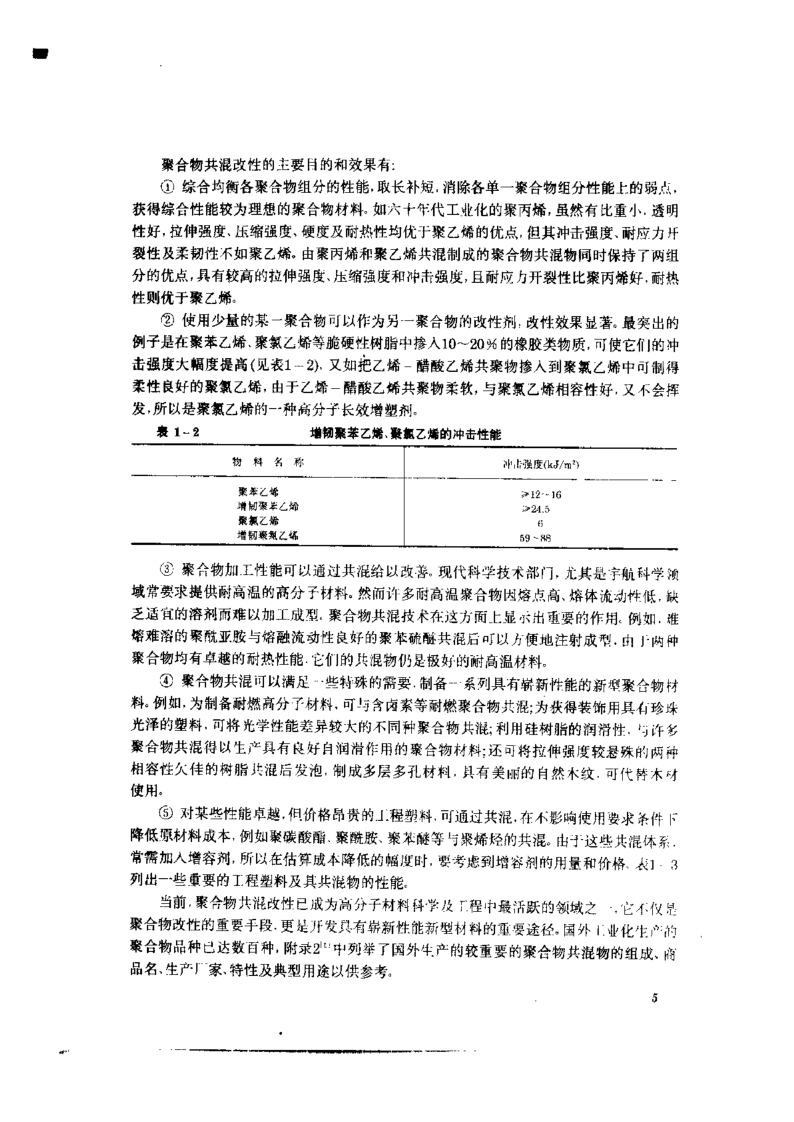 聚合物共混改性的主要目的和效果有:
① 综合均衡各聚合物组分的性能,取长补短,消除各单一聚合物组分性能上的弱点,
获得综合性能较为理想的聚合物材料。如六十年代工业化的聚丙烯,虽然有比重小、透明
性好,拉伸强度、压缩强度、硬度及耐热性均优于聚乙烯的优点,但其冲击强度、耐应力开
裂性及柔韧性不如聚乙烯。由聚丙烯和聚乙烯共混制成的聚合物共混物同时保持了两组
分的优点,具有较高的拉伸强度、压缩强度和冲击强度,且耐应力开裂性比聚丙烯好,耐热
性则优于聚乙烯。
② 使用少量的某一聚合物可以作为另一聚合物的改性剂,改性效果显著。最突出的
例子是在聚苯乙烯、聚氯乙烯等脆硬性树脂中掺入10~20%的橡胶类物质,可使它们的冲
击强度大幅度提高(见表1-2)。又如把乙烯-醋酸乙烯共聚物掺入到聚氯乙烯中可制得
柔性良好的聚氯乙烯,由于乙烯-醋酸乙烯共聚物柔软,与聚氯乙烯相容性好,又不会挥
发,所以是聚氯乙烯的一种高分子长效增塑剂。
表 1-2 增韧聚苯乙烯、聚氯乙烯的冲击性能
物 料 名 称 冲击强度(kJ/m²)
聚苯乙烯 ≥12~16
增韧聚苯乙烯 ≥24.5
聚氯乙烯 6
增韧聚氯乙烯 59~88
③ 聚合物加工性能可以通过共混给以改善。现代科学技术部门,尤其是宇航科学领
域常要求提供耐高温的高分子材料。然而许多耐高温聚合物因熔点高、熔体流动性低,缺
乏适宜的溶剂而难以加工成型。聚合物共混技术在这方面上显示出重要的作用。例如,难
熔难溶的聚酰亚胺与熔融流动性良好的聚苯硫醚共混后可以方便地注射成型。由于两种
聚合物均有卓越的耐热性能,它们的共混物仍是极好的耐高温材料。
④ 聚合物共混可以满足一些特殊的需要,制备一系列具有崭新性能的新型聚合物材
料。例如,为制备耐燃高分子材料,可与含卤素等耐燃聚合物共混;为获得装饰用具有珍珠
光泽的塑料,可将光学性能差异较大的不同种聚合物共混;利用硅树脂的润滑性,与许多
聚合物共混得以生产具有良好自润滑作用的聚合物材料;还可将拉伸强度较悬殊的两种
相容性欠佳的树脂共混后发泡,制成多层多孔材料,具有美丽的自然木纹,可代替木材
使用。
⑤ 对某些性能卓越,但价格昂贵的工程塑料,可通过共混,在不影响使用要求条件下
降低原材料成本,例如聚碳酸酯、聚酰胺、聚苯醚等与聚烯烃的共混。由于这些共混体系,
常需加入增容剂,所以在估算成本降低的幅度时,要考虑到增容剂的用量和价格。表1-3
列出一些重要的工程塑料及其共混物的性能。
当前,聚合物共混改性已成为高分子材料科学及工程中最活跃的领域之一,它不仅是
聚合物改性的重要手段,更是开发具有崭新性能新型材料的重要途径。国外工业化生产的
聚合物品种已达数百种,附录2中列举了国外生产的较重要的聚合物共混物的组成、商
品名、生产厂家、特性及典型用途以供参考。
5